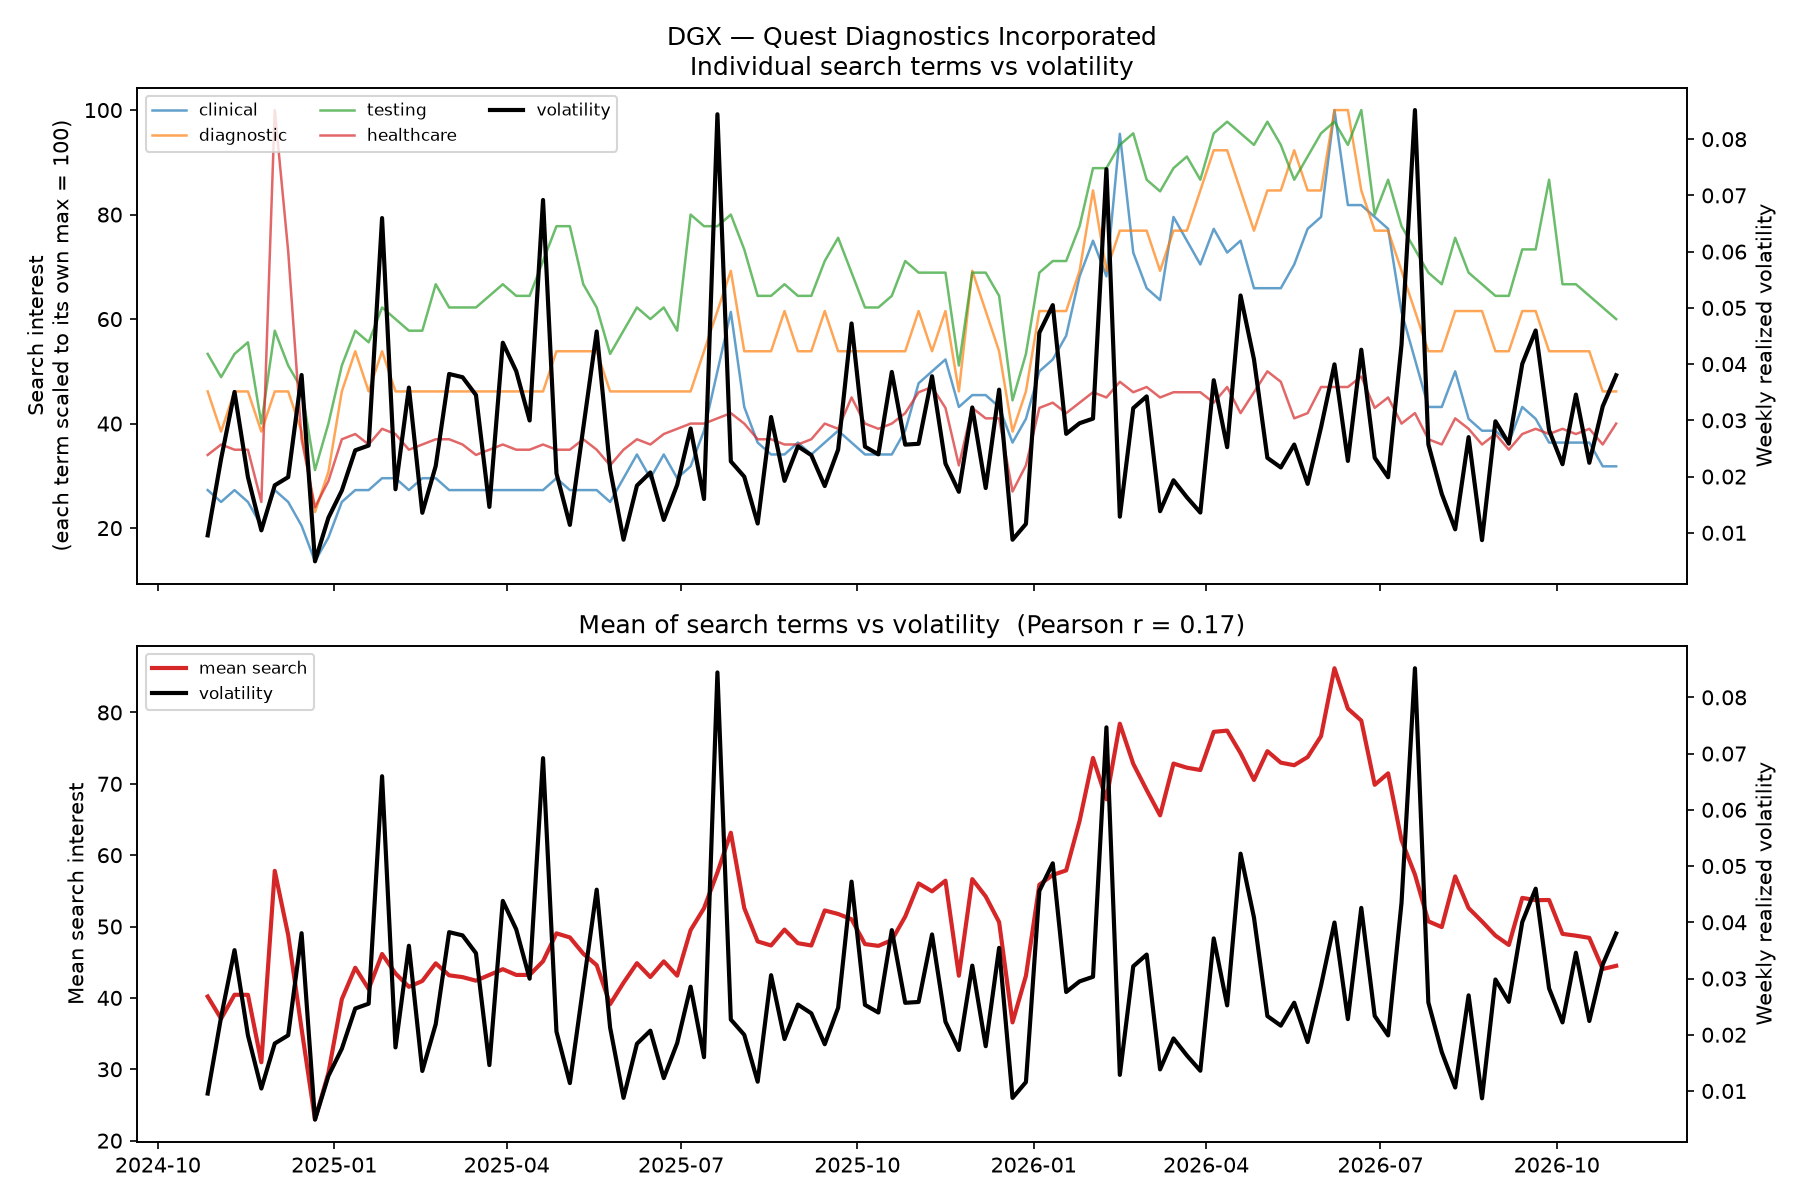 DGX — Quest Diagnostics Incorporated
Individual search terms vs volatility
clinical
diagnostic
testing
healthcare
volatility
Search interest
(each term scaled to its own max = 100)
100
80
60
40
20
0.08
0.07
0.06
0.05
0.04
0.03
0.02
0.01
Weekly realized volatility
Mean of search terms vs volatility (Pearson r = 0.17)
mean search
volatility
Mean search interest
80
70
60
50
40
30
20
0.08
0.07
0.06
0.05
0.04
0.03
0.02
0.01
Weekly realized volatility
2024-10
2025-01
2025-04
2025-07
2025-10
2026-01
2026-04
2026-07
2026-10